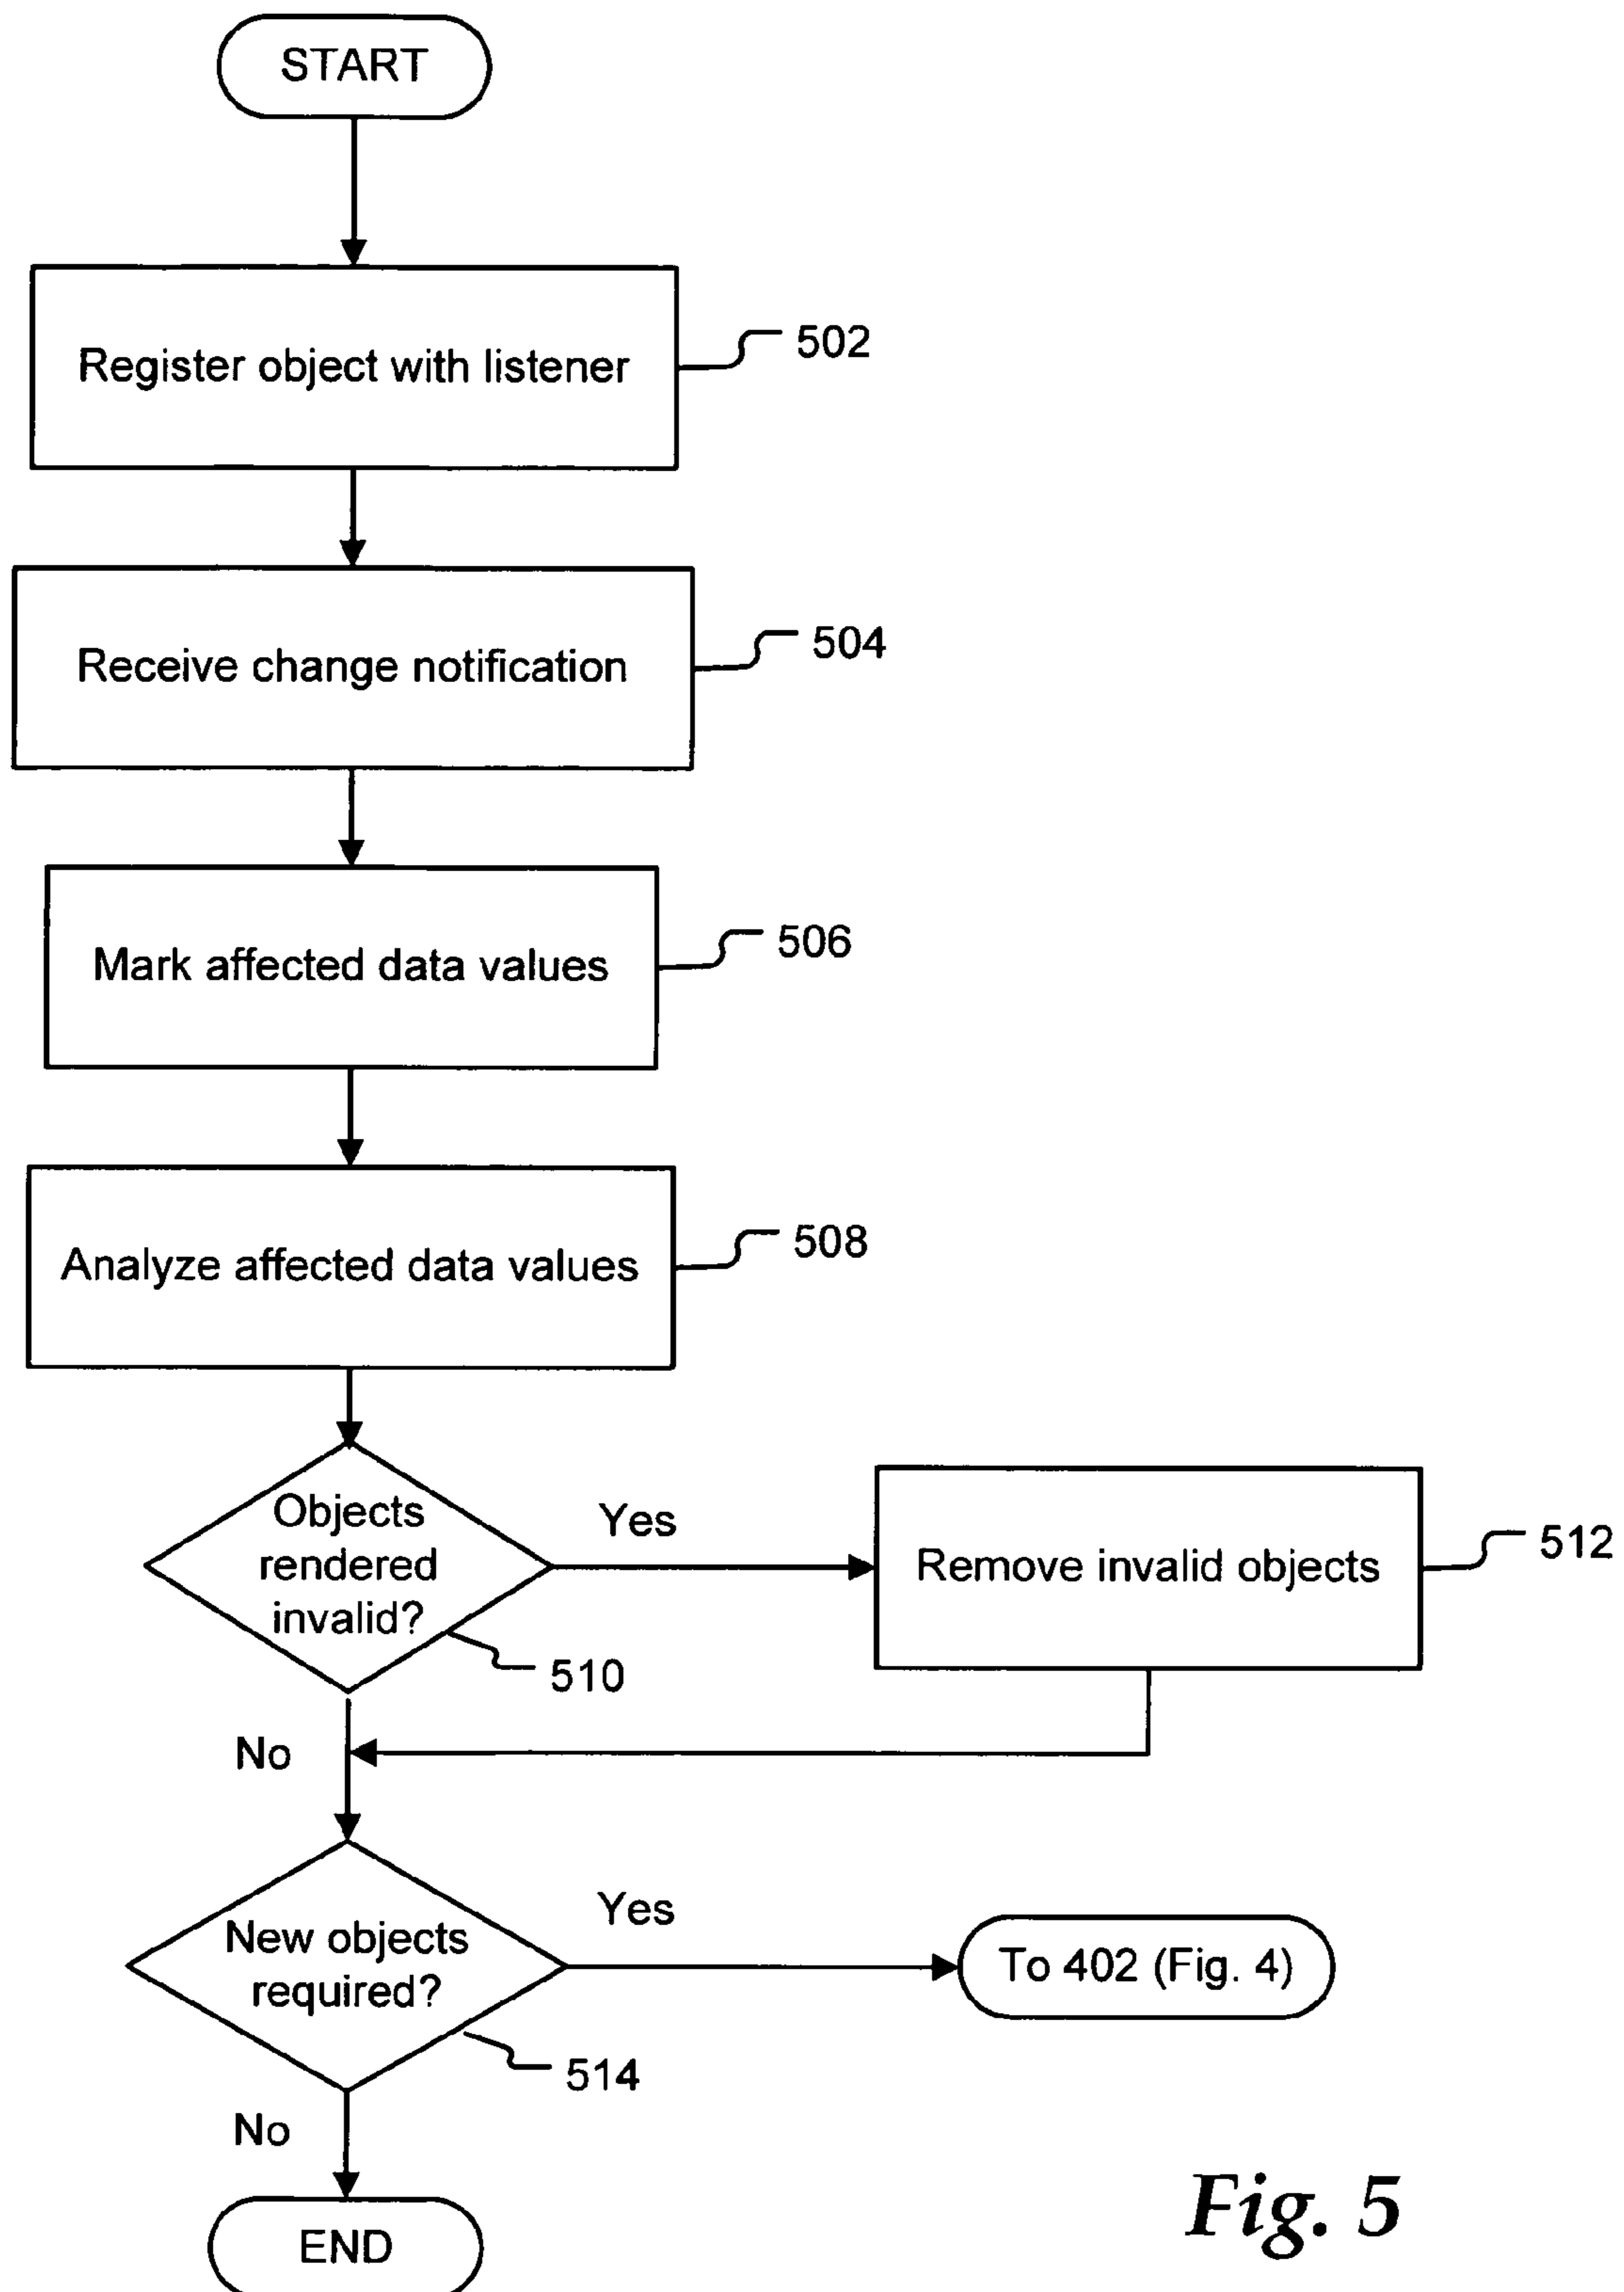 START
Register object with listener
502
Receive change notification
504
Mark affected data values
506
Analyze affected data values
508
Objects
rendered
invalid?
510
Yes
Remove invalid objects
512
No
New objects
required?
514
Yes
To 402 (Fig. 4)
No
END
Fig. 5